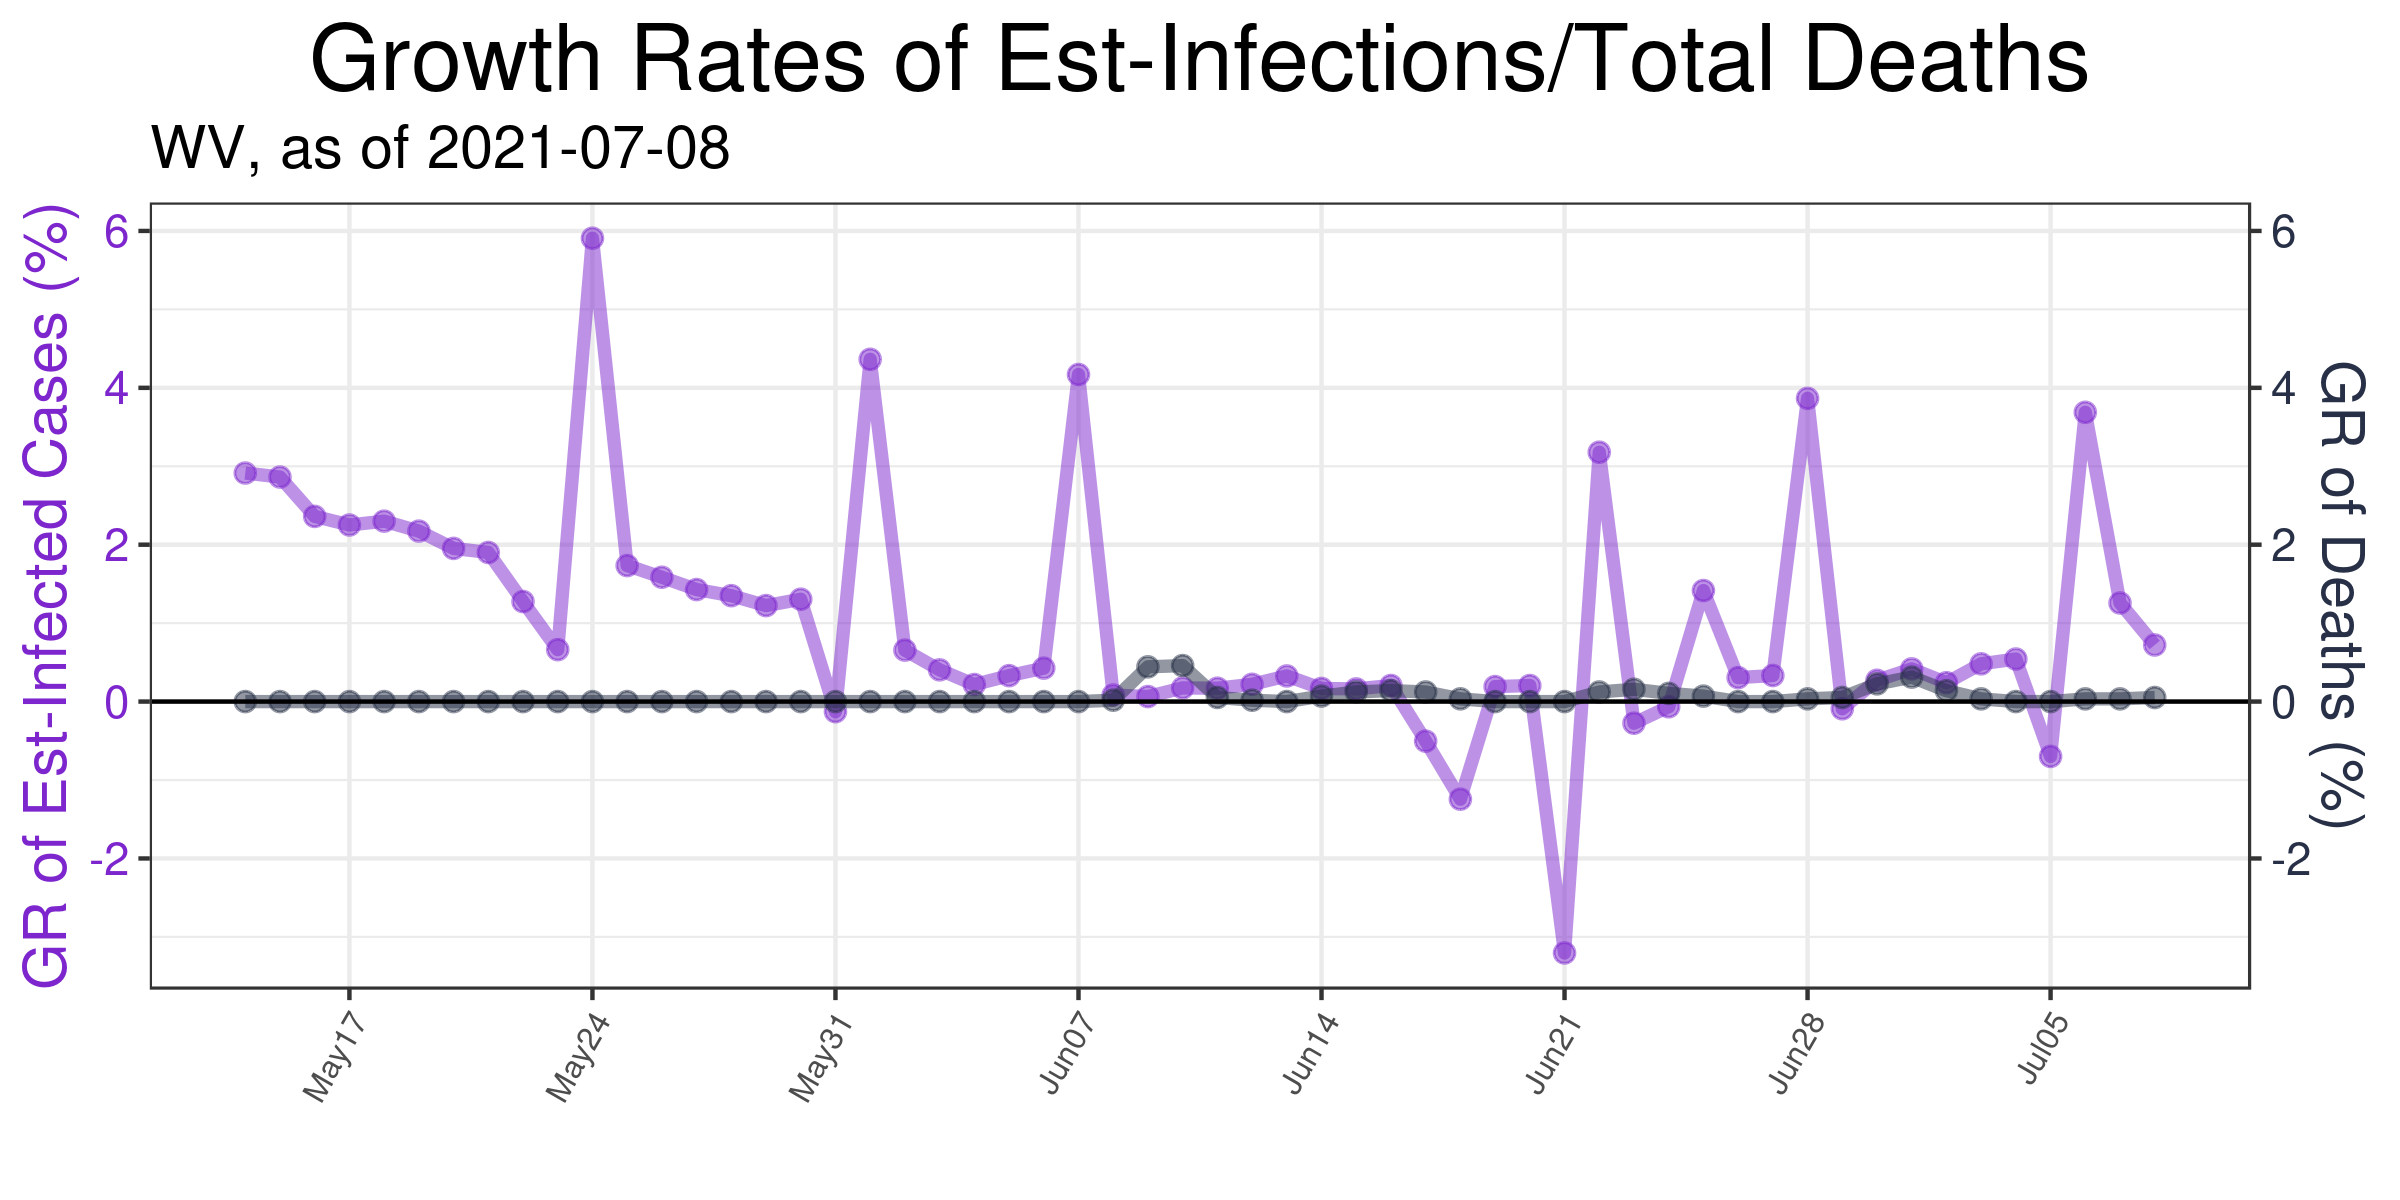 Growth Rates of Est-Infections/Total Deaths
WV, as of 2021-07-08
GR of Est-Infected Cases (%)
6
4
2
0
-2
6
4
2
0
-2
GR of Deaths (%)
May17
May24
May31
Jun07
Jun14
Jun21
Jun28
Jul05